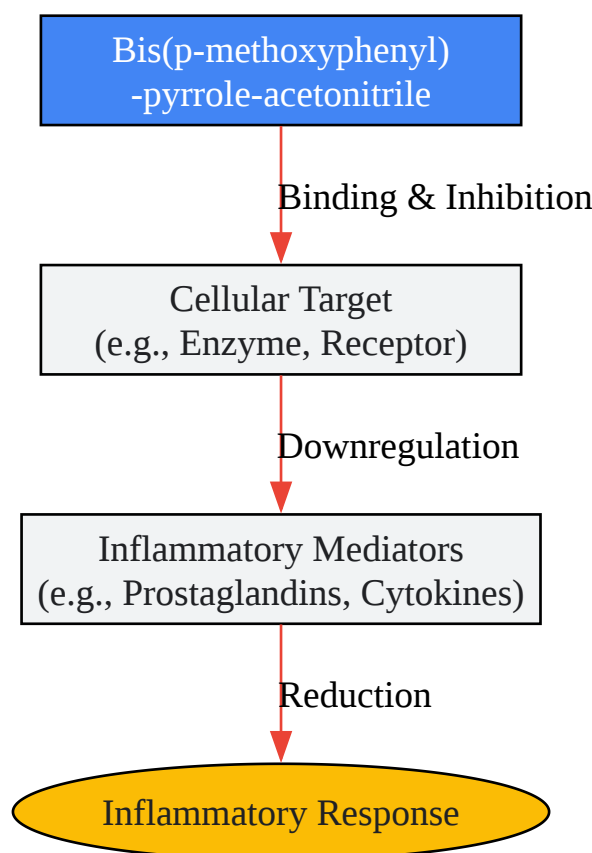 Bis(p-methoxyphenyl)
-pyrrole-acetonitrile
Binding & Inhibition
Cellular Target
(e.g., Enzyme, Receptor)
Downregulation
Inflammatory Mediators
(e.g., Prostaglandins, Cytokines)
Reduction
Inflammatory Response